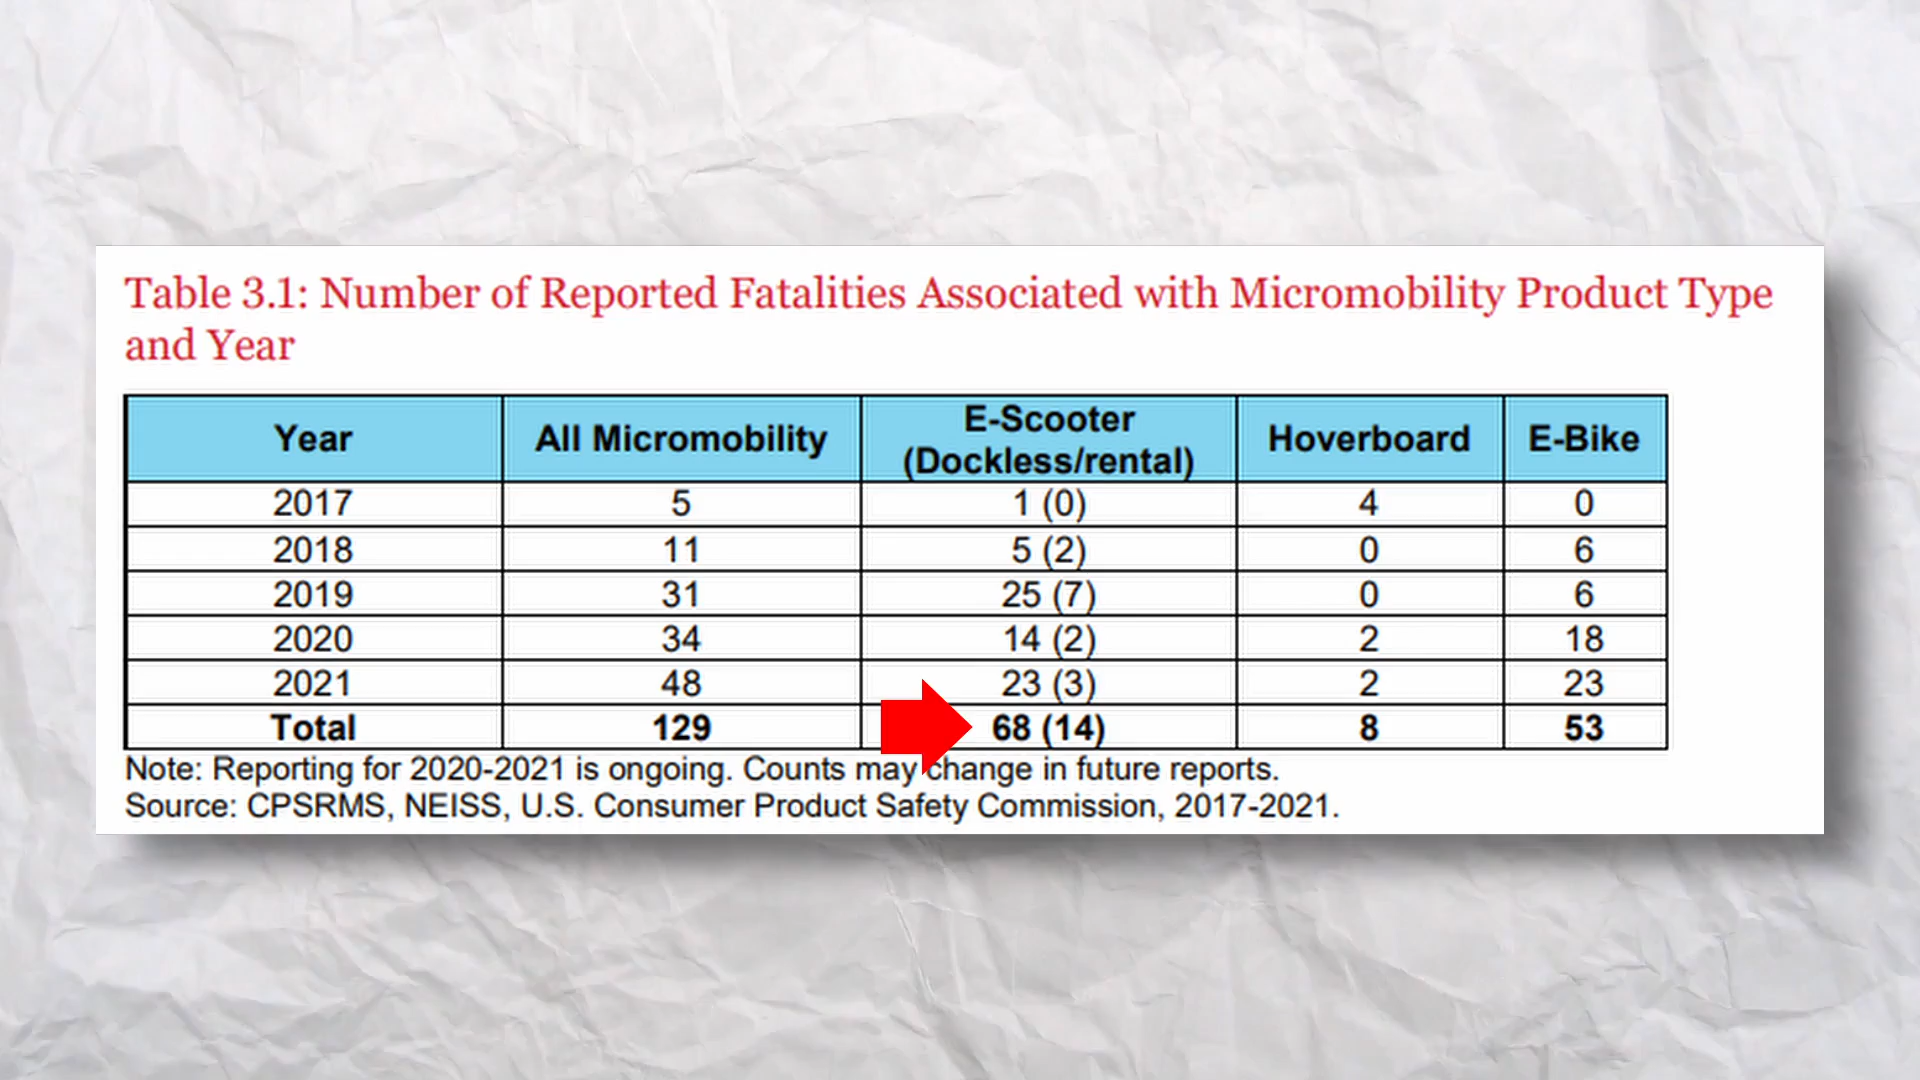 Table 3.1: Number of Reported Fatalities Associated with Micromobility Product Type
and Year
Year All Micromobility E-Scooter (Dockless/rental) Hoverboard E-Bike
2017 5 1 (0) 4 0
2018 11 5 (2) 0 6
2019 31 25 (7) 0 6
2020 34 14 (2) 2 18
2021 48 23 (3) 2 23
Total 129 68 (14) 8 53
Note: Reporting for 2020-2021 is ongoing. Counts may change in future reports.
Source: CPSRMS, NEISS, U.S. Consumer Product Safety Commission, 2017-2021.